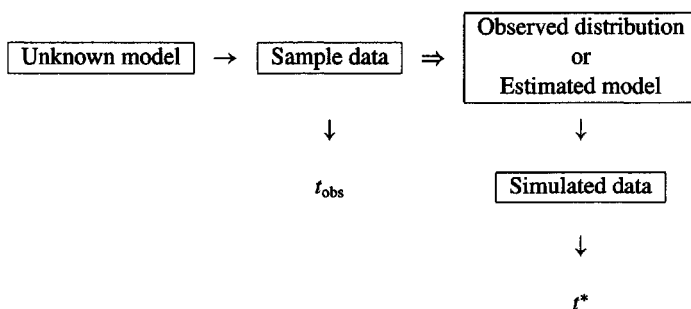 Unknown model → Sample data ⇒ Observed distribution
or
Estimated model
↓ ↓
t_obs Simulated data
↓
t*